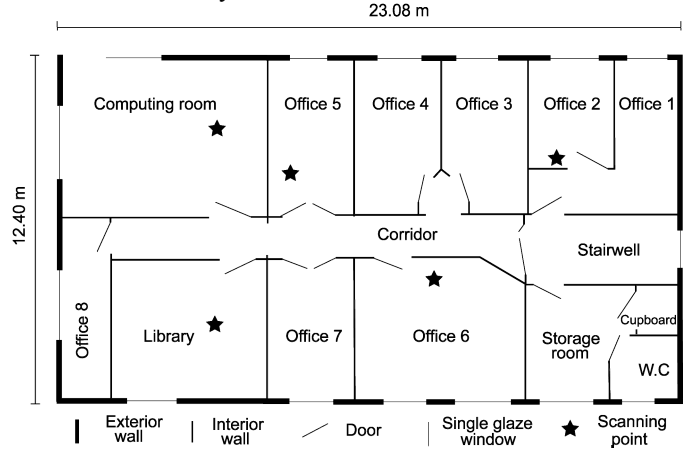 23.08 m
12.40 m
Computing room
Office 5
Office 4
Office 3
Office 2
Office 1
Corridor
Stairwell
Office 8
Library
Office 7
Office 6
Storage
room
Cupboard
W.C
Exterior
wall
Interior
wall
Door
Single glaze
window
Scanning
point